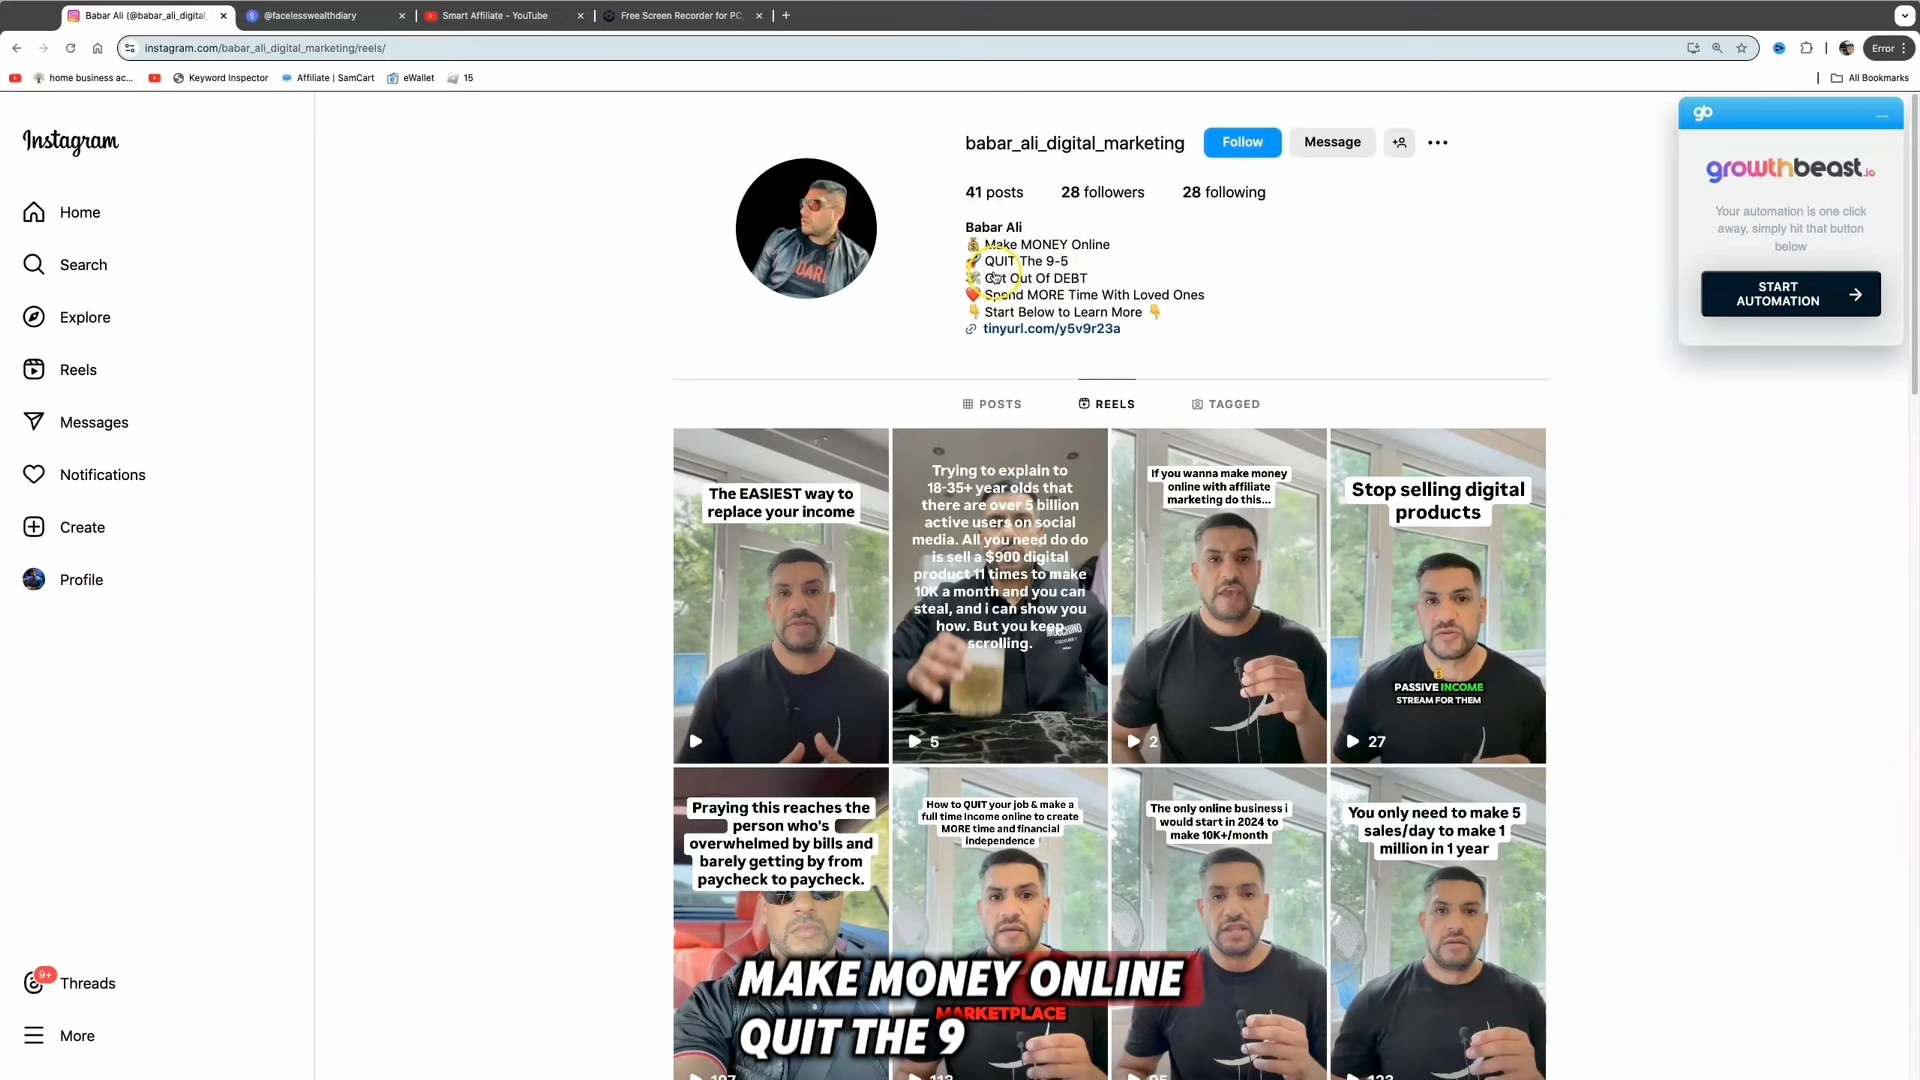 Babar Ali (@babar_ali_digital_
@facelesswealthdiary
Smart Affiliate - YouTube
Free Screen Recorder for PC,
instagram.com/babar_ali_digital_marketing/reels/
Error
home business ac...
Keyword Inspector
Affiliate | SamCart
eWallet
15
All Bookmarks
Instagram
Home
Search
Explore
Reels
Messages
Notifications
Create
Profile
9+
Threads
More
babar_ali_digital_marketing
Follow
Message
41 posts
28 followers
28 following
Babar Ali
💰 Make MONEY Online
🚀 QUIT The 9-5
💸 Get Out Of DEBT
❤️ Spend MORE Time With Loved Ones
👇 Start Below to Learn More 👇
tinyurl.com/y5v9r23a
gb
growthbeast.io
Your automation is one click
away, simply hit that button
below
START
AUTOMATION
POSTS
REELS
TAGGED
The EASIEST way to
replace your income
Trying to explain to
18-35+ year olds that
there are over 5 billion
active users on social
media. All you need do do
is sell a $900 digital
product 11 times to make
10K a month and you can
steal, and i can show you
how. But you keep
scrolling.
MOSCHINO
5
If you wanna make money
online with affiliate
marketing do this...
2
Stop selling digital
products
PASSIVE INCOME
STREAM FOR THEM
27
Praying this reaches the
person who's
overwhelmed by bills and
barely getting by from
paycheck to paycheck.
How to QUIT your job & make a
full time Income online to create
MORE time and financial
independence
The only online business i
would start in 2024 to
make 10K+/month
You only need to make 5
sales/day to make 1
million in 1 year
MAKE MONEY ONLINE
MARKETPLACE
QUIT THE 9